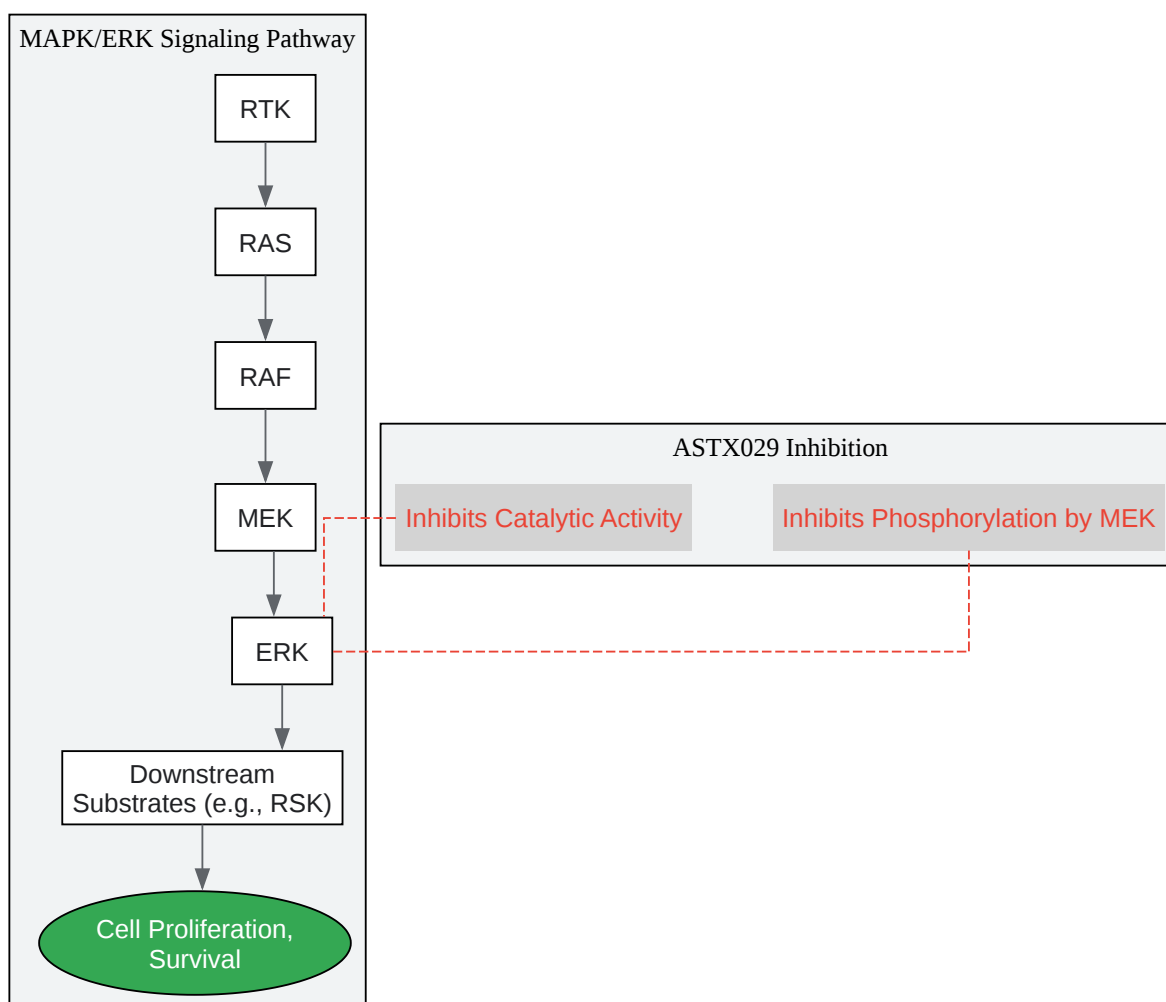 MAPK/ERK Signaling Pathway
RTK
RAS
RAF
MEK
ERK
Downstream
Substrates (e.g., RSK)
Cell Proliferation,
Survival
ASTX029 Inhibition
Inhibits Catalytic Activity
Inhibits Phosphorylation by MEK